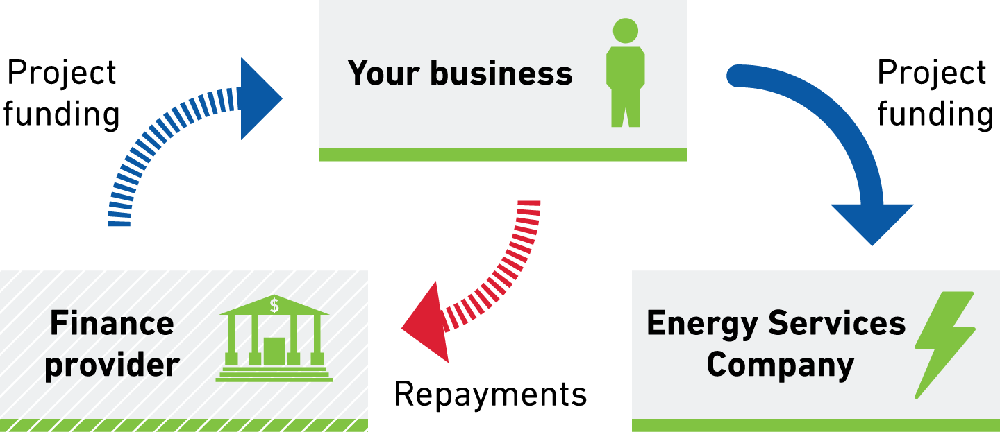 Project
funding
Your business
Project
funding
Finance
provider
$
Repayments
Energy Services
Company